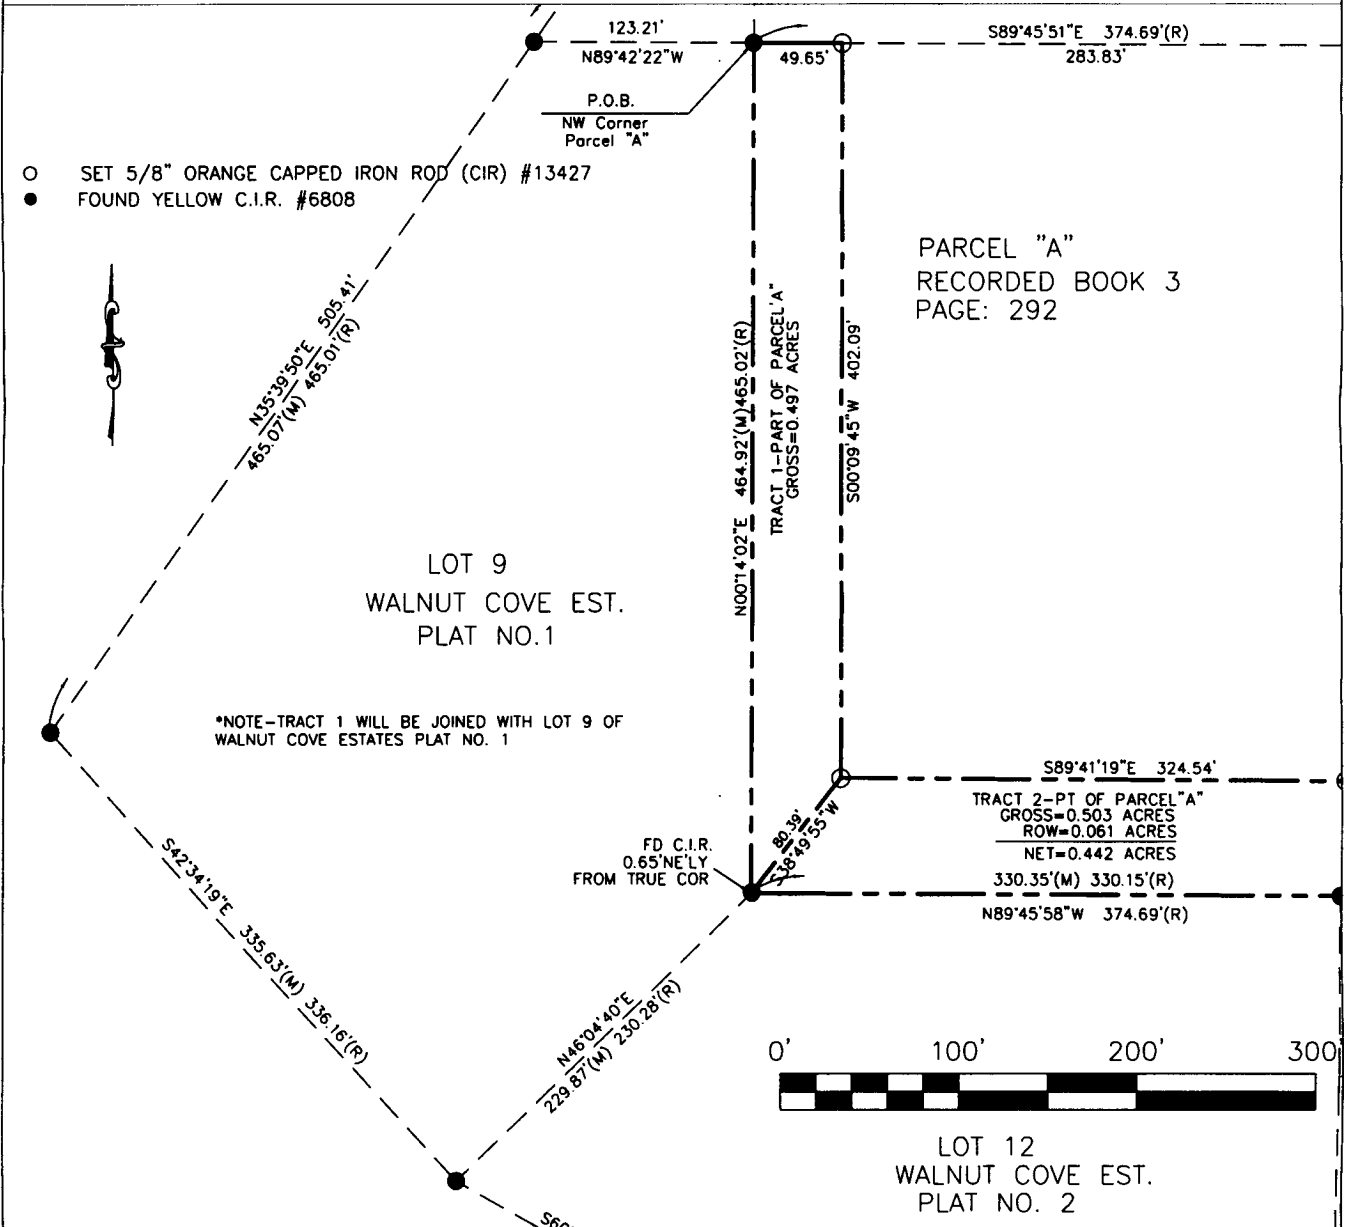 123.21'
N89°42'22"W
49.65'
S89°45'51"E 374.69'(R)
283.83'
P.O.B.
NW Corner
Parcel "A"
SET 5/8" ORANGE CAPPED IRON ROD (CIR) #13427
FOUND YELLOW C.I.R. #6808
PARCEL "A"
RECORDED BOOK 3
PAGE: 292
N35°39'50"E 505.41'
465.07'(M) 465.01'(R)
N00°14'02"E 464.92'(M)465.02'(R)
TRACT 1-PART OF PARCEL'A"
GROSS=0.497 ACRES
S00°09'45"W 402.09'
LOT 9
WALNUT COVE EST.
PLAT NO.1
*NOTE-TRACT 1 WILL BE JOINED WITH LOT 9 OF
WALNUT COVE ESTATES PLAT NO. 1
S89°41'19"E 324.54'
TRACT 2-PT OF PARCEL"A"
GROSS=0.503 ACRES
ROW=0.061 ACRES
NET=0.442 ACRES
80.39'
S38°49'55"W
FD C.I.R.
0.65'NE'LY
FROM TRUE COR
330.35'(M) 330.15'(R)
N89°45'58"W 374.69'(R)
S42°34'19"E 335.63'(M) 336.16'(R)
N46°04'40"E
229.87'(M) 230.28'(R)
0' 100' 200' 300'
LOT 12
WALNUT COVE EST.
PLAT NO. 2